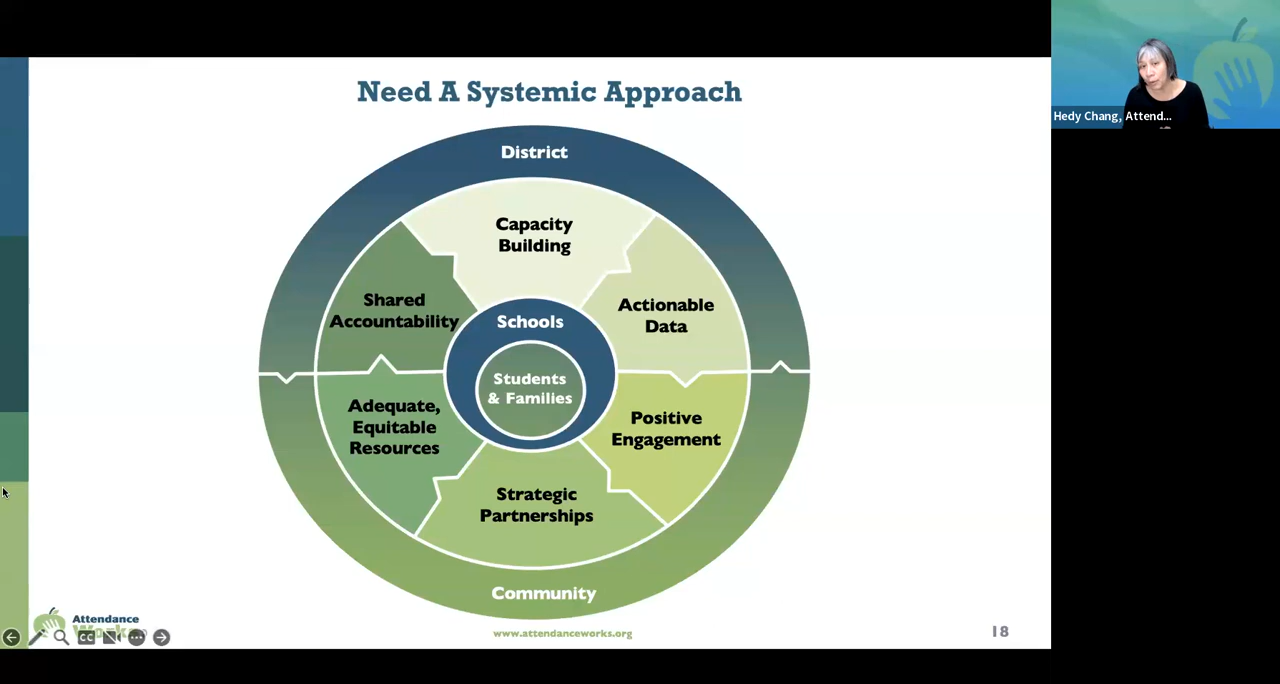 Need A Systemic Approach
District
Capacity
Building
Shared
Accountability
Actionable
Data
Schools
Students
& Families
Adequate,
Equitable
Resources
Positive
Engagement
Strategic
Partnerships
Community
Attendance
www.attendanceworks.org
18
Hedy Chang, Attend...
CC